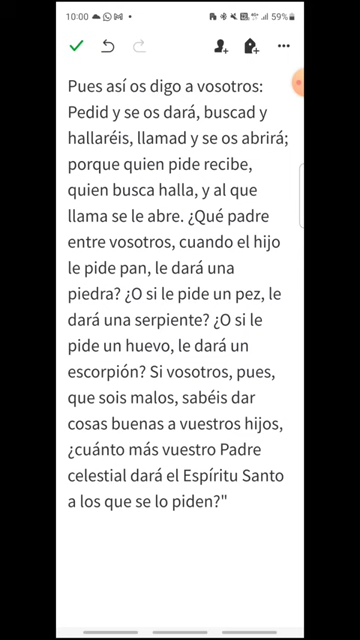 10:00
59%
Pues así os digo a vosotros:
Pedid y se os dará, buscad y
hallaréis, llamad y se os abrirá;
porque quien pide recibe,
quien busca halla, y al que
llama se le abre. ¿Qué padre
entre vosotros, cuando el hijo
le pide pan, le dará una
piedra? ¿O si le pide un pez, le
dará una serpiente? ¿O si le
pide un huevo, le dará un
escorpión? Si vosotros, pues,
que sois malos, sabéis dar
cosas buenas a vuestros hijos,
¿cuánto más vuestro Padre
celestial dará el Espíritu Santo
a los que se lo piden?"